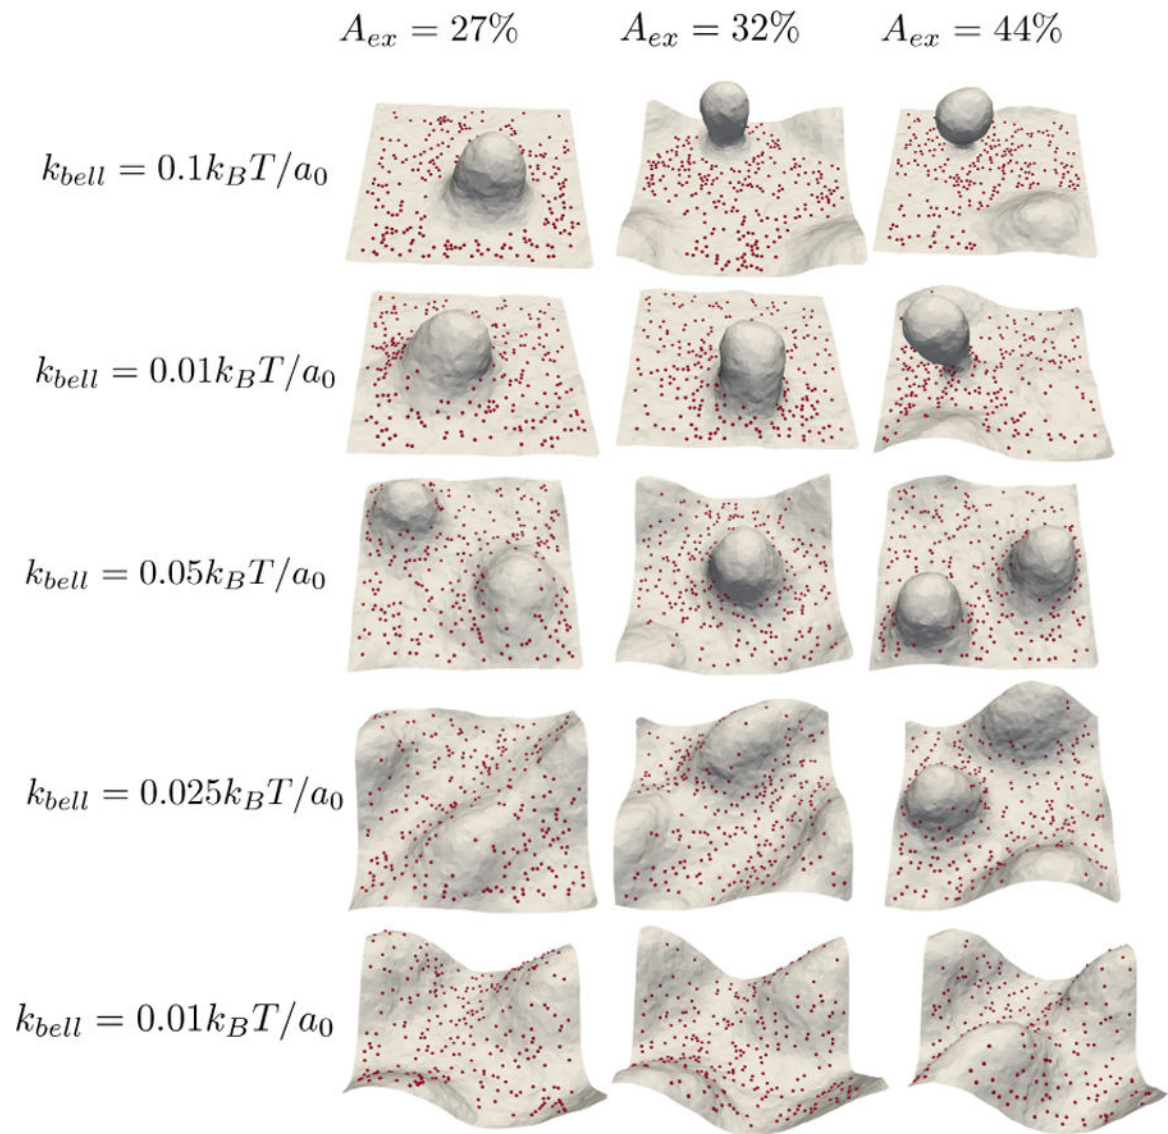 A_{ex} = 27% A_{ex} = 32% A_{ex} = 44%
k_{bell} = 0.1k_BT/a_0
k_{bell} = 0.01k_BT/a_0
k_{bell} = 0.05k_BT/a_0
k_{bell} = 0.025k_BT/a_0
k_{bell} = 0.01k_BT/a_0